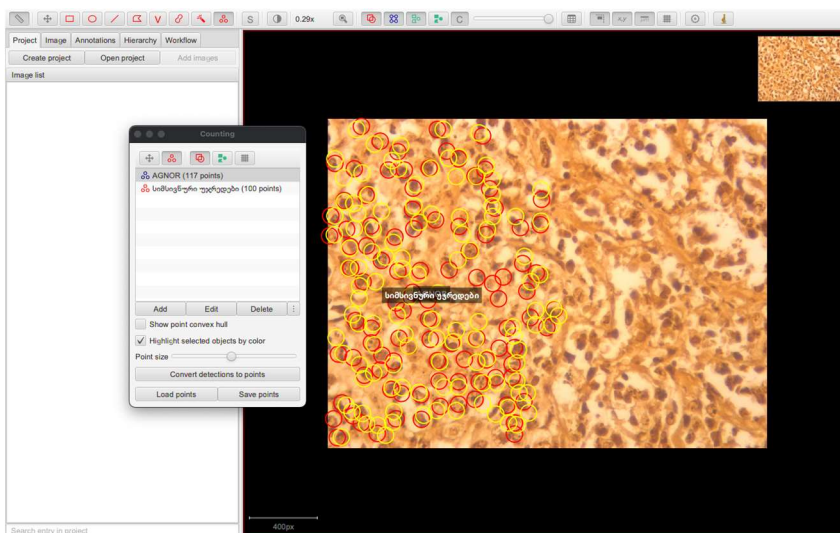 S
0.29x
C
x,y
Project Image Annotations Hierarchy Workflow
Create project Open project Add images
Image list
Counting
AGNOR (117 points)
სიმსივნური უჯრედები (100 points)
Add Edit Delete
Show point convex hull
Highlight selected objects by color
Point size
Convert detections to points
Load points Save points
სიმსივნური უჯრედები
400px
Search entry in project